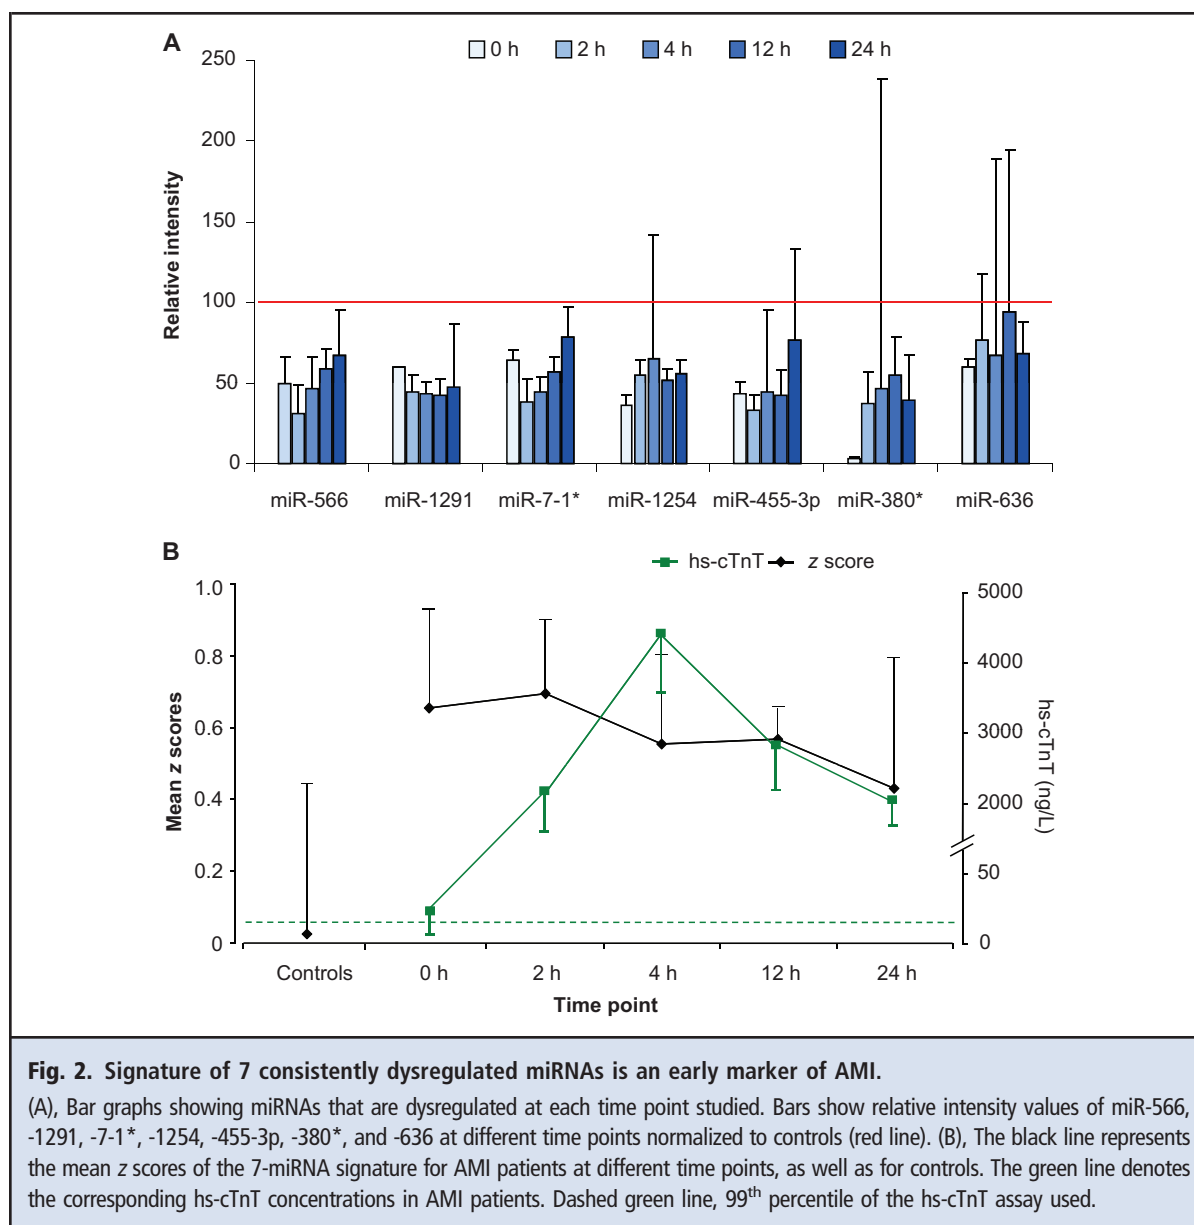 A
0 h 2 h 4 h 12 h 24 h
250
200
150
100
50
0
Relative intensity
miR-566 miR-1291 miR-7-1* miR-1254 miR-455-3p miR-380* miR-636
B
hs-cTnT z score
1.0
0.8
0.6
0.4
0.2
0
Mean z scores
5000
4000
3000
2000
50
0
hs-cTnT (ng/L)
Controls 0 h 2 h 4 h 12 h 24 h
Time point
Fig. 2. Signature of 7 consistently dysregulated miRNAs is an early marker of AMI.
(A), Bar graphs showing miRNAs that are dysregulated at each time point studied. Bars show relative intensity values of miR-566,
-1291, -7-1*, -1254, -455-3p, -380*, and -636 at different time points normalized to controls (red line). (B), The black line represents
the mean z scores of the 7-miRNA signature for AMI patients at different time points, as well as for controls. The green line denotes
the corresponding hs-cTnT concentrations in AMI patients. Dashed green line, 99th percentile of the hs-cTnT assay used.